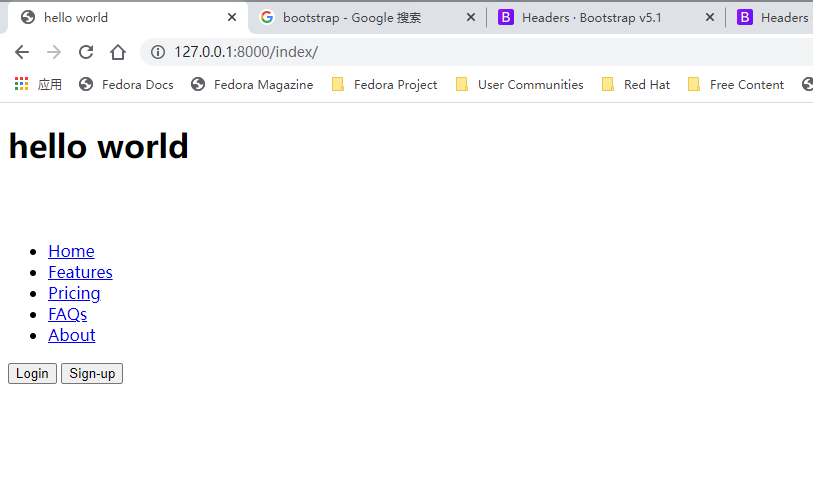 hello world
bootstrap - Google 搜索
Headers · Bootstrap v5.1
Headers
127.0.0.1:8000/index/
应用
Fedora Docs
Fedora Magazine
Fedora Project
User Communities
Red Hat
Free Content
hello world
Home
Features
Pricing
FAQs
About
Login
Sign-up